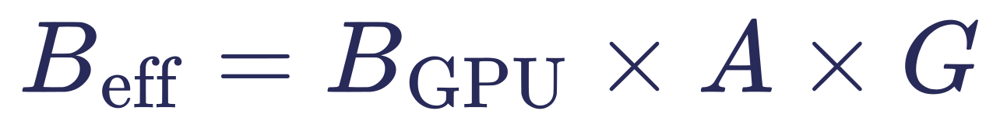 B_eff = B_GPU × A × G